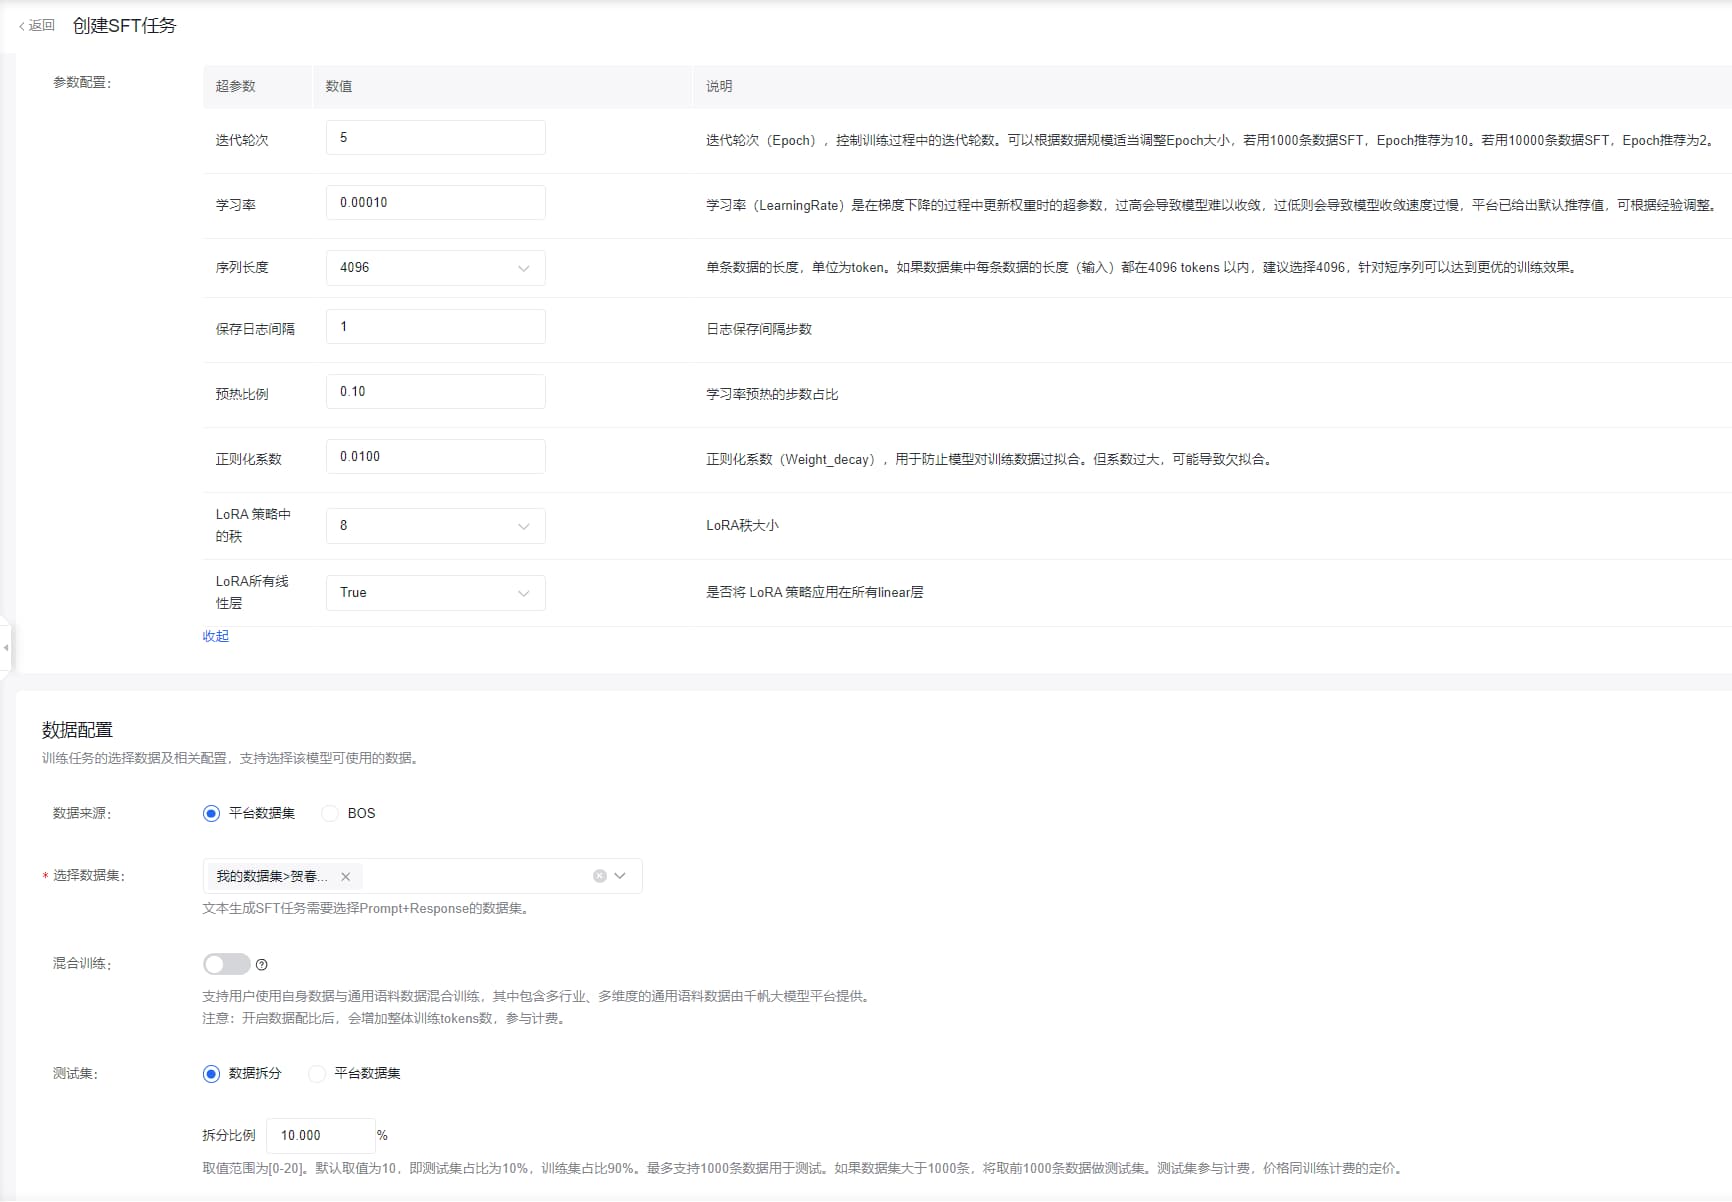 返回 创建SFT任务
参数配置：
超参数 数值 说明
迭代轮次 5 迭代轮次（Epoch），控制训练过程中的迭代轮数。可以根据数据规模适当调整Epoch大小，若用1000条数据SFT，Epoch推荐为10。若用10000条数据SFT，Epoch推荐为2。
学习率 0.00010 学习率（LearningRate）是在梯度下降的过程中更新权重时的超参数，过高会导致模型难以收敛，过低则会导致模型收敛速度过慢，平台已给出默认推荐值，可根据经验调整。
序列长度 4096 单条数据的长度，单位为token。如果数据集中每条数据的长度（输入）都在4096 tokens 以内，建议选择4096，针对短序列可以达到更优的训练效果。
保存日志间隔 1 日志保存间隔步数
预热比例 0.10 学习率预热的步数占比
正则化系数 0.0100 正则化系数（Weight_decay），用于防止模型对训练数据过拟合。但系数过大，可能导致欠拟合。
LoRA 策略中
的秩 8 LoRA秩大小
LoRA所有线
性层 True 是否将 LoRA 策略应用在所有linear层
收起
数据配置
训练任务的选择数据及相关配置，支持选择该模型可使用的数据。
数据来源： 平台数据集 BOS
* 选择数据集： 我的数据集>贺春...
文本生成SFT任务需要选择Prompt+Response的数据集。
混合训练：
支持用户使用自身数据与通用语料数据混合训练，其中包含多行业、多维度的通用语料数据由千帆大模型平台提供。
注意：开启数据配比后，会增加整体训练tokens数，参与计费。
测试集： 数据拆分 平台数据集
拆分比例 10.000 %
取值范围为[0-20]。默认取值为10，即测试集占比为10%，训练集占比90%。最多支持1000条数据用于测试。如果数据集大于1000条，将取前1000条数据做测试集。测试集参与计费，价格同训练计费的定价。